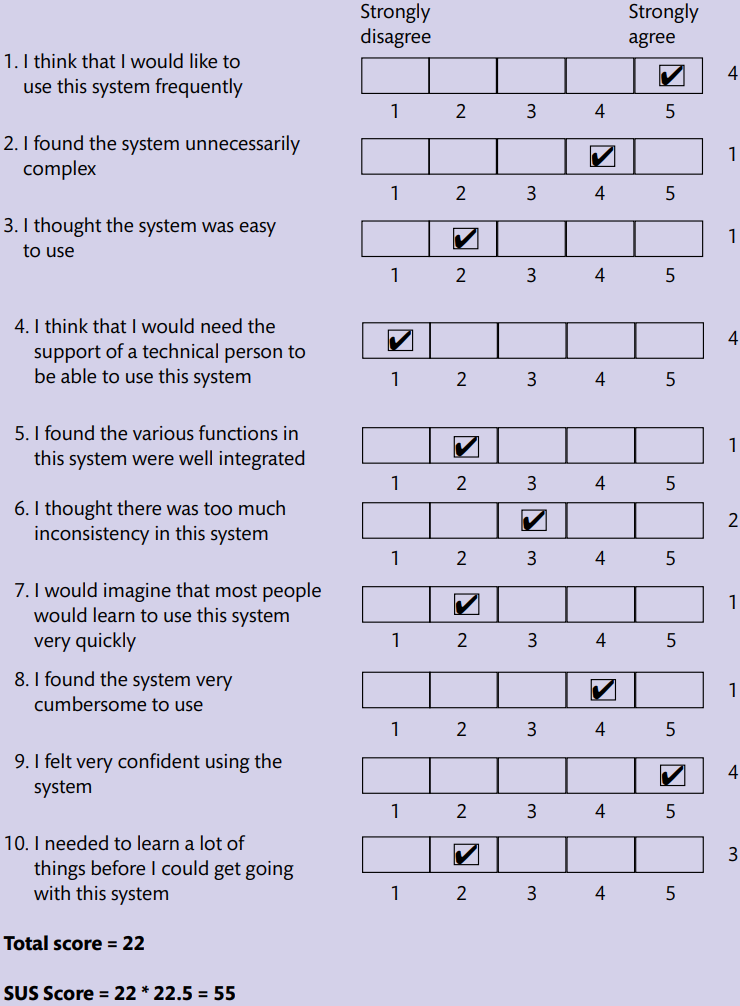 Strongly Strongly
disagree agree
1. I think that I would like to
use this system frequently 4
1 2 3 4 5
2. I found the system unnecessarily
complex 1
1 2 3 4 5
3. I thought the system was easy
to use 1
1 2 3 4 5
4. I think that I would need the
support of a technical person to 4
be able to use this system
1 2 3 4 5
5. I found the various functions in
this system were well integrated 1
1 2 3 4 5
6. I thought there was too much
inconsistency in this system 2
1 2 3 4 5
7. I would imagine that most people
would learn to use this system 1
very quickly
1 2 3 4 5
8. I found the system very
cumbersome to use 1
1 2 3 4 5
9. I felt very confident using the
system 4
1 2 3 4 5
10. I needed to learn a lot of
things before I could get going 3
with this system
1 2 3 4 5
Total score = 22
SUS Score = 22 * 22.5 = 55